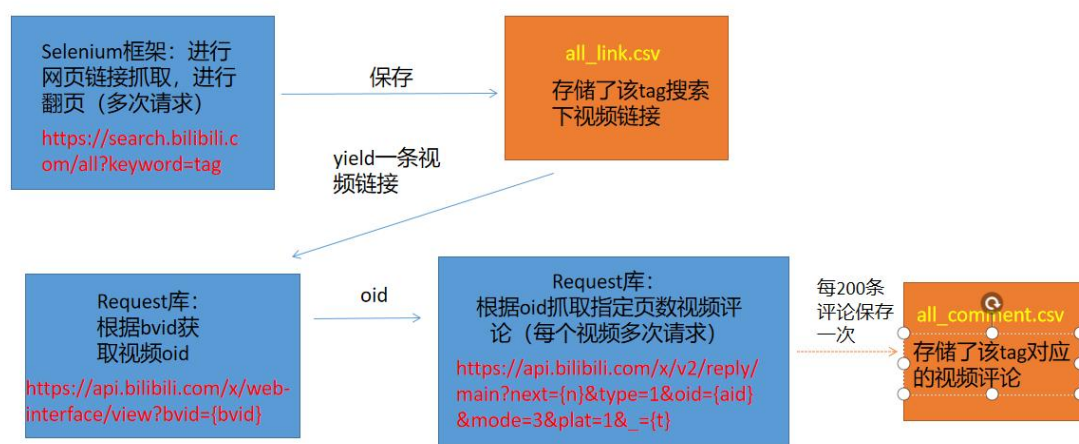 Selenium框架：进行
网页链接抓取，进行
翻页（多次请求）
https://search.bilibili.c
om/all?keyword=tag
保存
all_link.csv
存储了该tag搜索
下视频链接
yield一条视
频链接
Request库：
根据bvid获
取视频oid
https://api.bilibili.com/x/web-
interface/view?bvid={bvid}
oid
Request库：
根据oid抓取指定页数视频评
论（每个视频多次请求）
https://api.bilibili.com/x/v2/reply/
main?next={n}&type=1&oid={aid}
&mode=3&plat=1&_={t}
每200条
评论保存
一次
all_comment.csv
存储了该tag对应
的视频评论